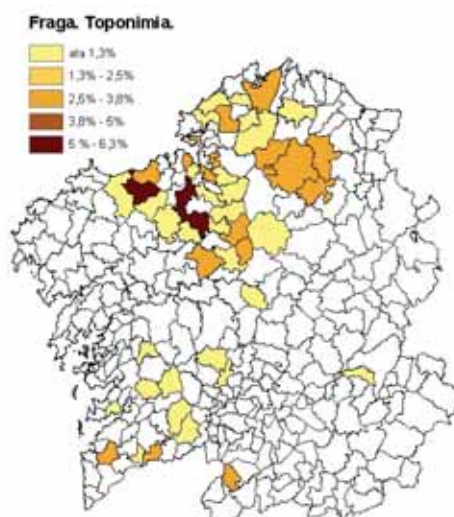 Fraga. Toponimia.
ata 1,3%
1,3% - 2,5%
2,5% - 3,8%
3,8% - 5%
5 % - 6,3%